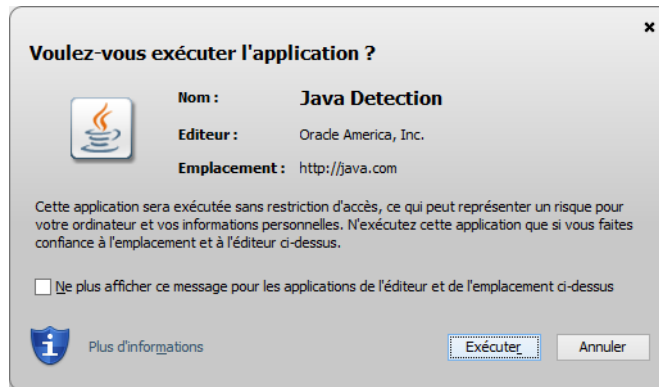 Voulez-vous exécuter l'application ?
Nom : Java Detection
Editeur : Oracle America, Inc.
Emplacement : http://java.com
Cette application sera exécutée sans restriction d'accès, ce qui peut représenter un risque pour
votre ordinateur et vos informations personnelles. N'exécutez cette application que si vous faites
confiance à l'emplacement et à l'éditeur ci-dessus.
Ne plus afficher ce message pour les applications de l'éditeur et de l'emplacement ci-dessus
Plus d'informations Exécuter Annuler